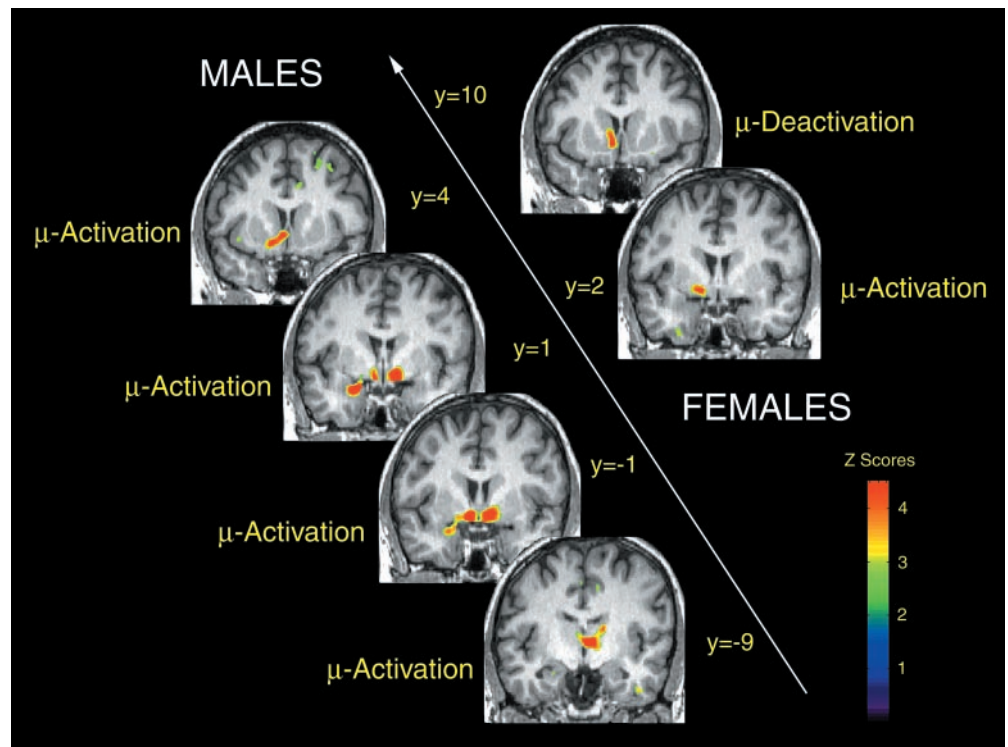 MALES
y=10
μ-Deactivation
y=4
μ-Activation
y=2
μ-Activation
y=1
μ-Activation
FEMALES
y=-1
Z Scores
4
μ-Activation
3
2
y=-9
μ-Activation
1